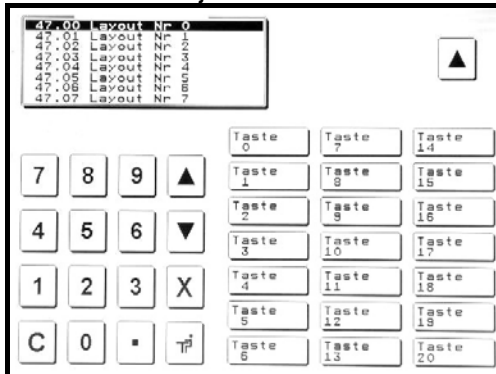 47.00 Layout Nr 0
47.01 Layout Nr 1
47.02 Layout Nr 2
47.03 Layout Nr 3
47.04 Layout Nr 4
47.05 Layout Nr 5
47.06 Layout Nr 6
47.07 Layout Nr 7
Taste 0
Taste 7
Taste 14
7 8 9 ▲
Taste 1
Taste 8
Taste 15
Taste 2
Taste 9
Taste 16
4 5 6 ▼
Taste 3
Taste 10
Taste 17
1 2 3 X
Taste 4
Taste 11
Taste 18
Taste 5
Taste 12
Taste 19
C 0 .
Taste 6
Taste 13
Taste 20